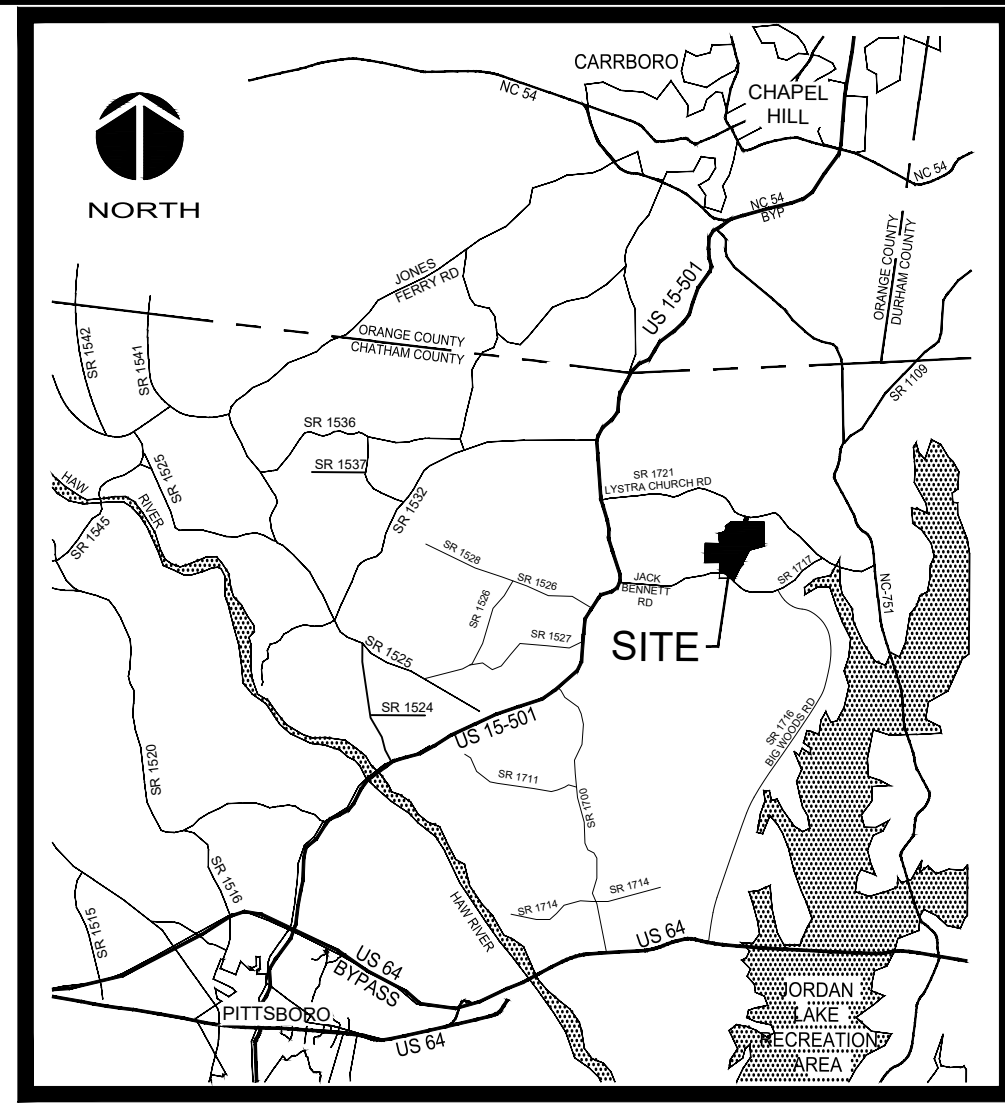 CARRBORO
CHAPEL
HILL
NC 54
NORTH
NC 54
NC 54
BYP
JONES
FERRY RD
US 15-501
ORANGE COUNTY
DURHAM COUNTY
ORANGE COUNTY
CHATHAM COUNTY
SR 1542
SR 1541
SR 1109
SR 1536
SR 1537
SR 1525
SR 1532
SR 1721
LYSTRA CHURCH RD
HAW
RIVER
SR 1545
SR 1528
SR 1526
SR 1526
SR 1527
JACK
BENNETT
RD
SR 1717
NC-751
SITE
SR 1525
SR 1524
US 15-501
SR 1716
BIG WOODS RD
SR 1520
SR 1711
SR 1700
SR 1516
SR 1515
SR 1714
SR 1714
HAW RIVER
US 64
US 64
BYPASS
PITTSBORO
US 64
JORDAN
LAKE
RECREATION
AREA